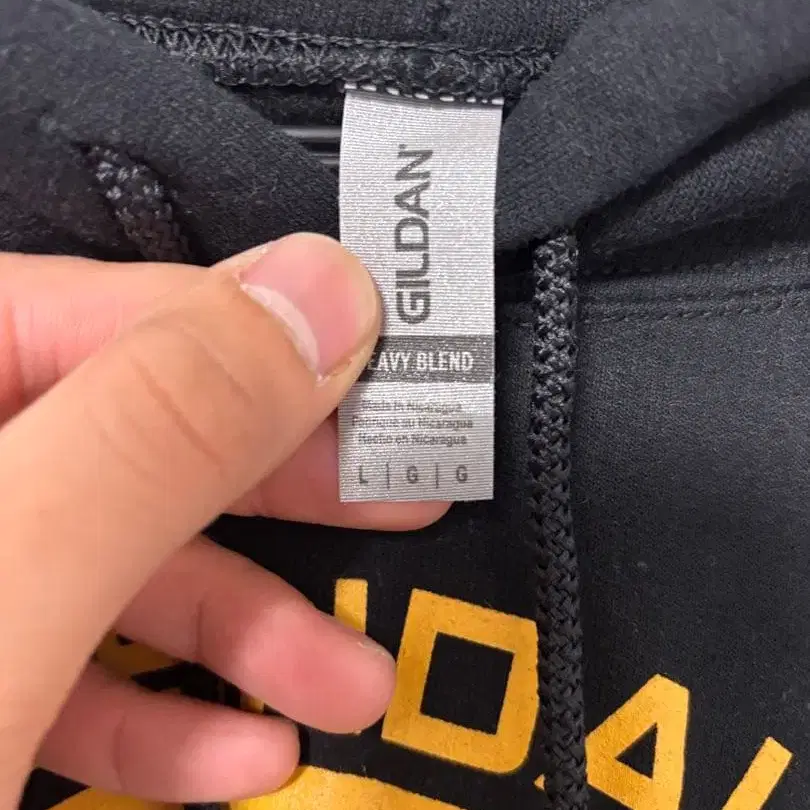 GILDAN
EAVY BLEND
Made in Nicaragua
Fabriqué au Nicaragua
Hecho en Nicaragua
L | G | G